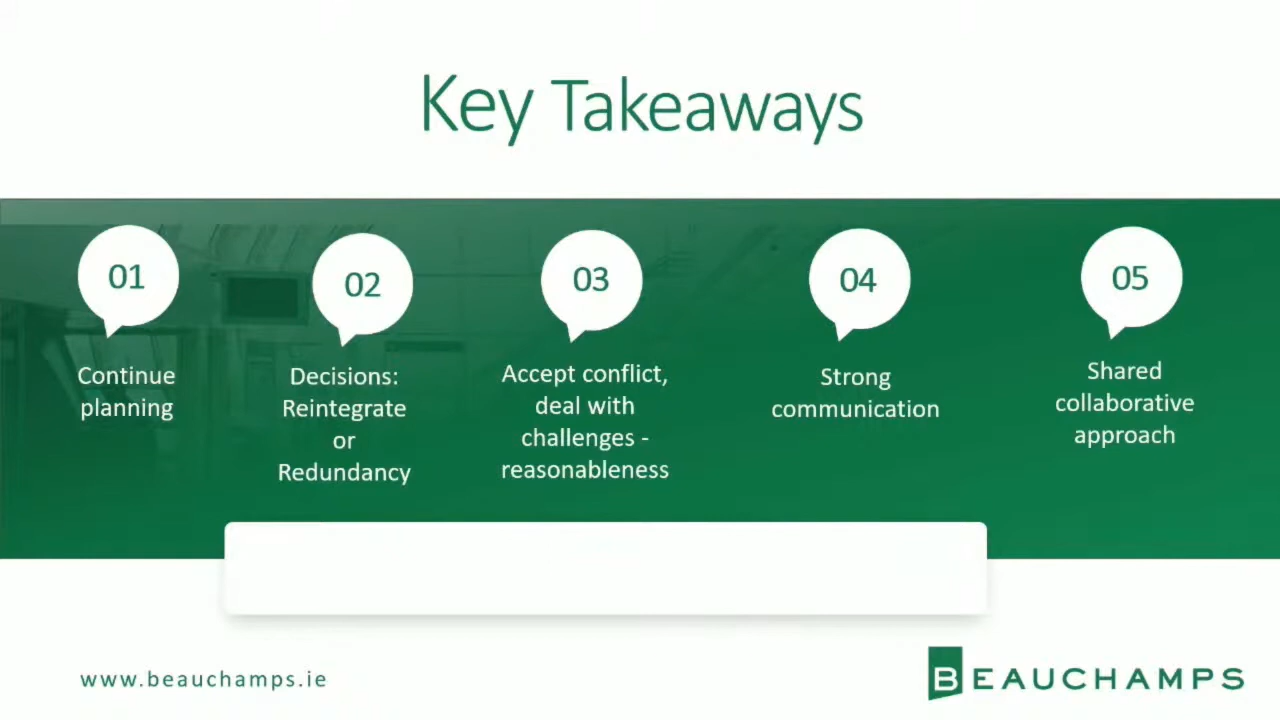 Key Takeaways
01
Continue
planning
02
Decisions:
Reintegrate
or
Redundancy
03
Accept conflict,
deal with
challenges -
reasonableness
04
Strong
communication
05
Shared
collaborative
approach
www.beauchamps.ie
BEAUCHAMPS